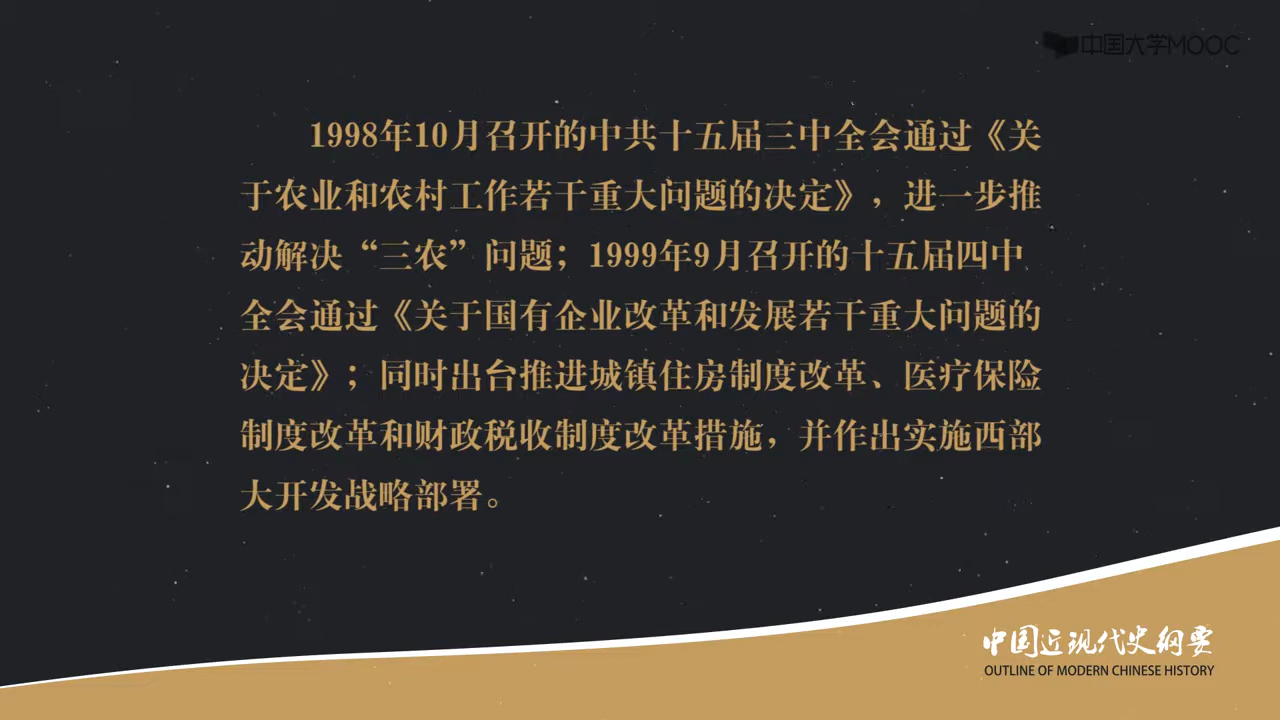 中国大学MOOC
1998年10月召开的中共十五届三中全会通过《关
于农业和农村工作若干重大问题的决定》，进一步推
动解决“三农”问题；1999年9月召开的十五届四中
全会通过《关于国有企业改革和发展若干重大问题的
决定》；同时出台推进城镇住房制度改革、医疗保险
制度改革和财政税收制度改革措施，并作出实施西部
大开发战略部署。
中国近现代史纲要
OUTLINE OF MODERN CHINESE HISTORY